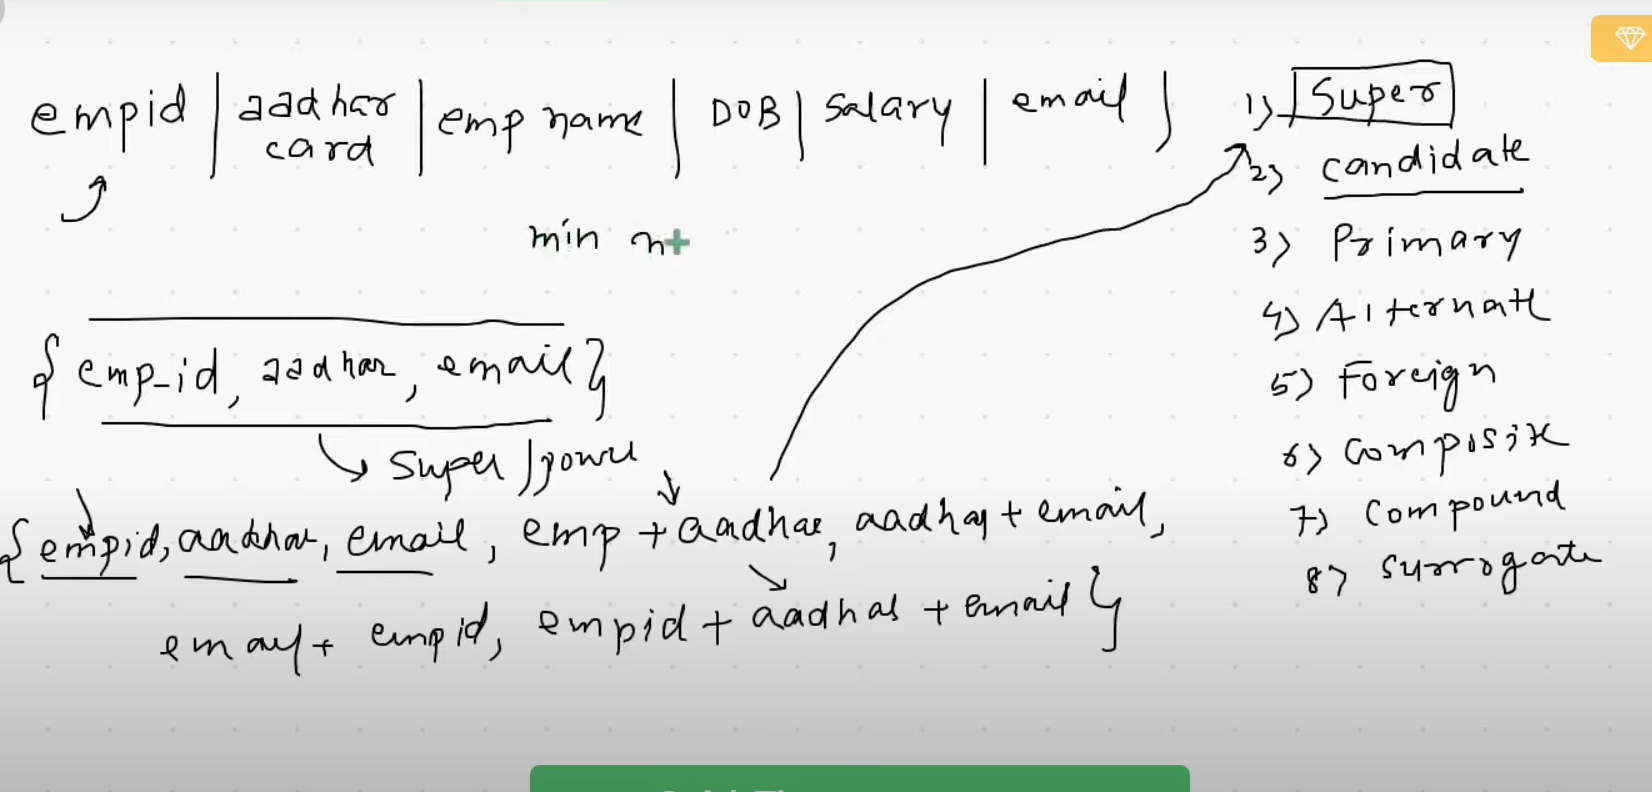 empid | aadhar card | emp name | DOB | Salary | email |
min n
{ emp_id, aadhar, email }
Super / power
{ empid, aadhar, email, emp + aadhar, aadhar + email,
email + empid, empid + aadhar + email }
1) Super
2) candidate
3) Primary
4) Alternate
5) Foreign
6) Composite
7) Compound
8) Surrogate